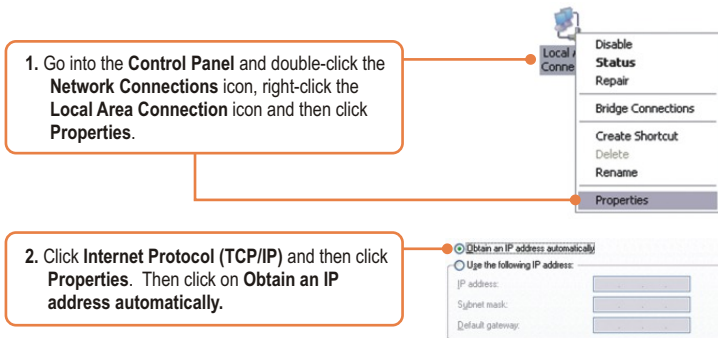 1. Go into the Control Panel and double-click the
Network Connections icon, right-click the
Local Area Connection icon and then click
Properties.
Local
Conne
Disable
Status
Repair
Bridge Connections
Create Shortcut
Delete
Rename
Properties
2. Click Internet Protocol (TCP/IP) and then click
Properties. Then click on Obtain an IP
address automatically.
Obtain an IP address automatically
Use the following IP address:
IP address:
Subnet mask:
Default gateway: